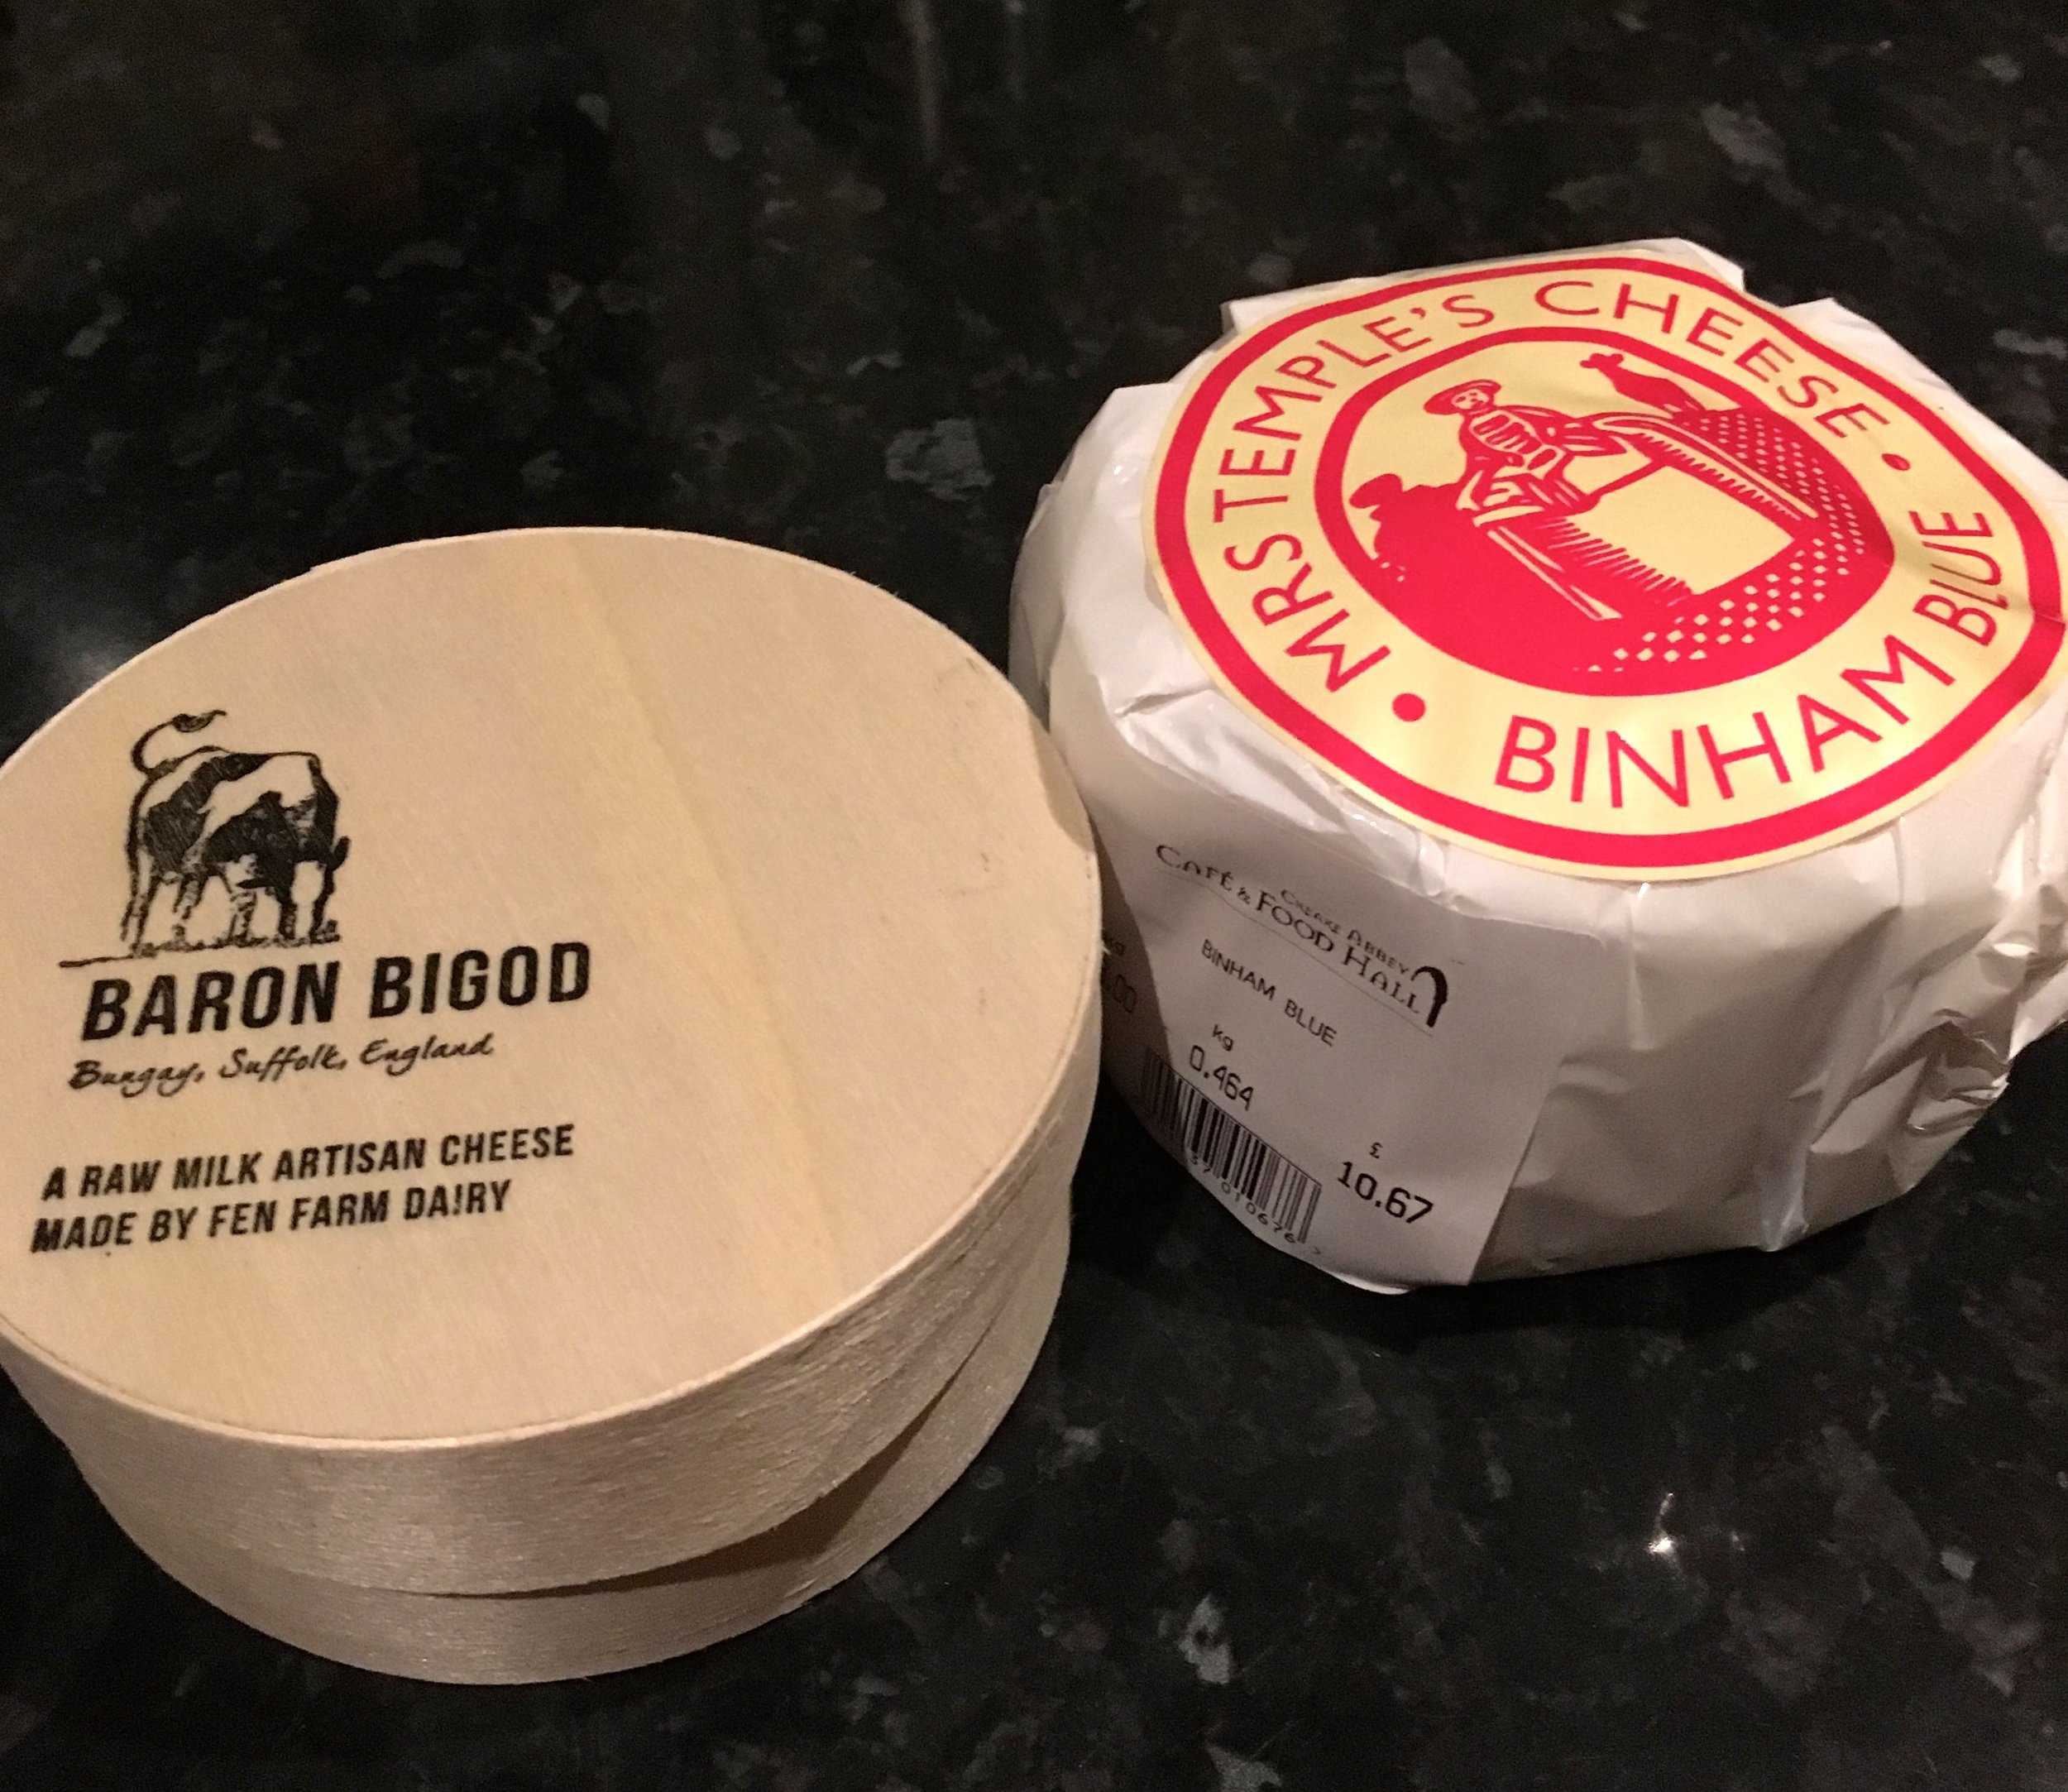 BARON BIGOD
Bungay, Suffolk, England
A RAW MILK ARTISAN CHEESE
MADE BY FEN FARM DAIRY
MRS TEMPLE'S CHEESE • BINHAM BLUE •
CREAKE ABBEY
CAFÉ & FOOD HALL
BINHAM BLUE
kg
0.464
£
10.67
kg